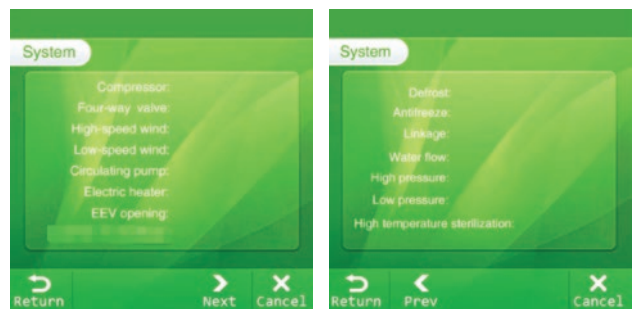 System
Compressor:
Four-way valve:
High-speed wind:
Low-speed wind:
Circulating pump:
Electric heater:
EEV opening:
Return
Next
Cancel
System
Defrost:
Antifreeze:
Linkage:
Water flow:
High pressure:
Low pressure:
High temperature sterilization:
Return
Prev
Cancel